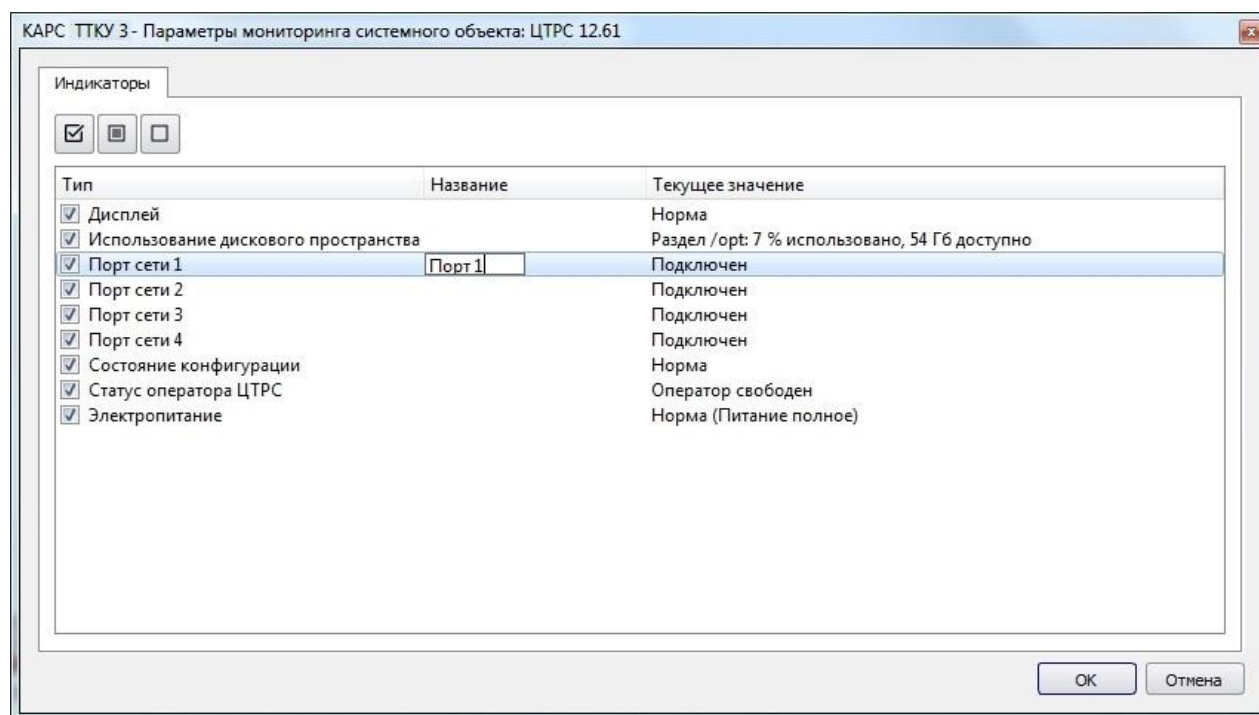 КАРС ТТКУ 3 - Параметры мониторинга системного объекта: ЦТРС 12.61
Индикаторы
Тип Название Текущее значение
Дисплей Норма
Использование дискового пространства Раздел /opt: 7 % использовано, 54 Гб доступно
Порт сети 1 Порт 1 Подключен
Порт сети 2 Подключен
Порт сети 3 Подключен
Порт сети 4 Подключен
Состояние конфигурации Норма
Статус оператора ЦТРС Оператор свободен
Электропитание Норма (Питание полное)
ОК Отмена